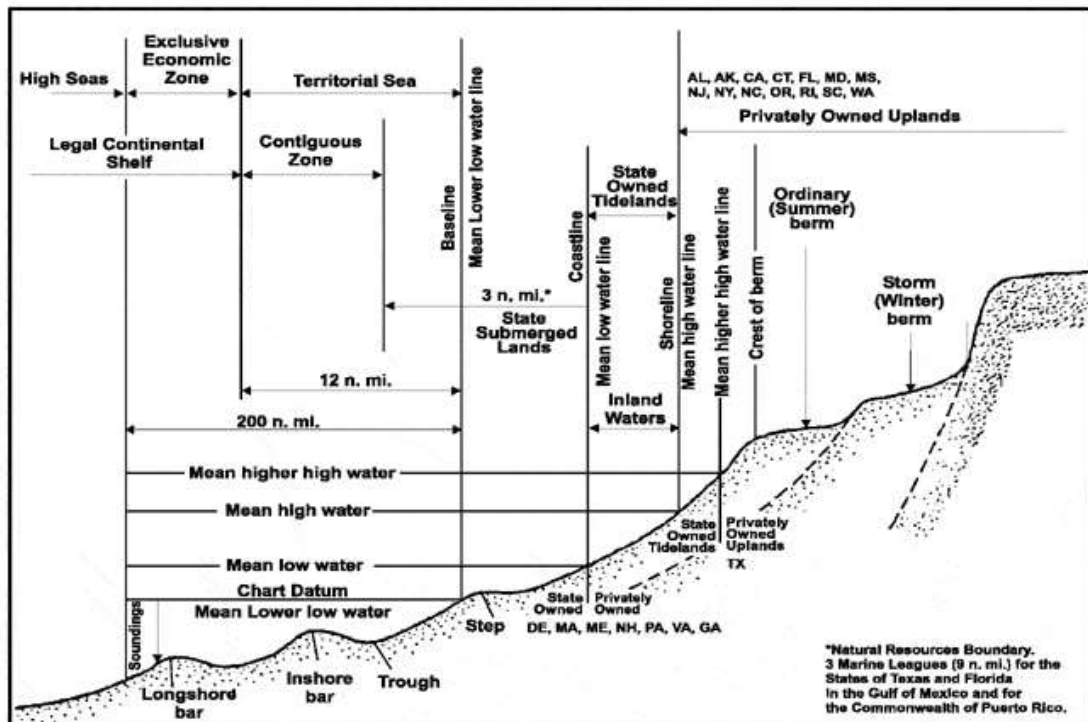 Exclusive
Economic
Zone
High Seas
Territorial Sea
AL, AK, CA, CT, FL, MD, MS,
NJ, NY, NC, OR, RI, SC, WA
Privately Owned Uplands
Legal Continental
Shelf
Contiguous
Zone
Baseline
Mean Lower low water line
State
Owned
Tidelands
Coastline
Mean low water line
Shoreline
Mean high water line
Mean higher high water line
Crest of berm
Ordinary
(Summer)
berm
Storm
(Winter)
berm
3 n. mi.*
State
Submerged
Lands
12 n. mi.
Inland
Waters
200 n. mi.
Mean higher high water
Mean high water
State
Owned
Tidelands
Privately
Owned
Uplands
TX
Mean low water
Chart Datum
Mean Lower low water
Soundings
State
Owned
Privately
Owned
DE, MA, ME, NH, PA, VA, GA
Step
Trough
Inshore
bar
Longshore
bar
*Natural Resources Boundary.
3 Marine Leagues (9 n. mi.) for the
States of Texas and Florida
in the Gulf of Mexico and for
the Commonwealth of Puerto Rico.